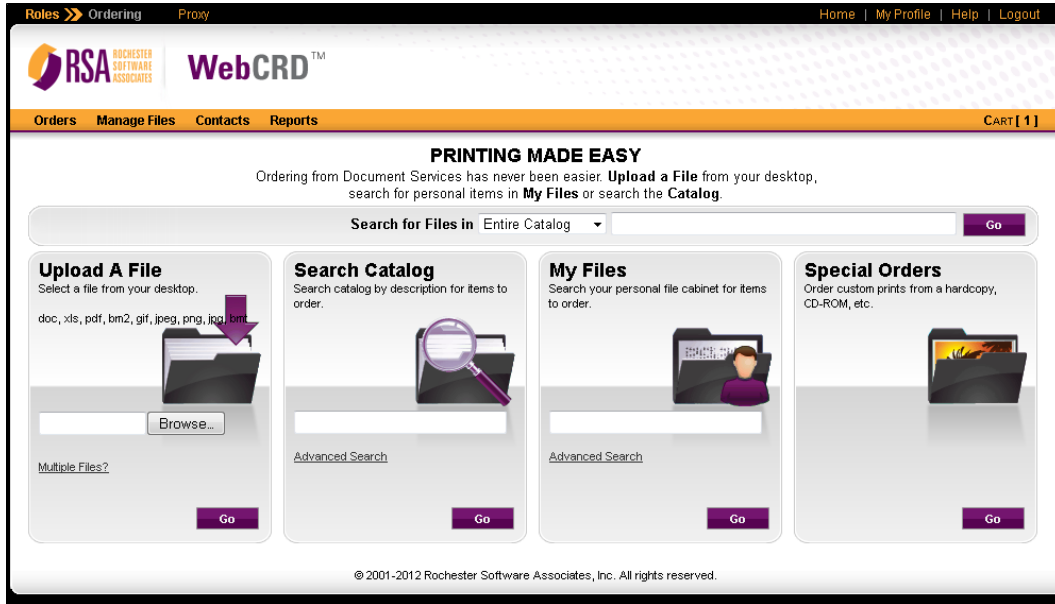 Roles Ordering Proxy Home | My Profile | Help | Logout
RSA ROCHESTER SOFTWARE ASSOCIATES WebCRD™
Orders Manage Files Contacts Reports CART[ 1 ]
PRINTING MADE EASY
Ordering from Document Services has never been easier. Upload a File from your desktop,
search for personal items in My Files or search the Catalog.
Search for Files in Entire Catalog Go
Upload A File
Select a file from your desktop.
doc, xls, pdf, bm2, gif, jpeg, png, jpg, bmt
Browse...
Multiple Files?
Go
Search Catalog
Search catalog by description for items to
order.
Advanced Search
Go
My Files
Search your personal file cabinet for items
to order.
Advanced Search
Go
Special Orders
Order custom prints from a hardcopy,
CD-ROM, etc.
Go
© 2001-2012 Rochester Software Associates, Inc. All rights reserved.